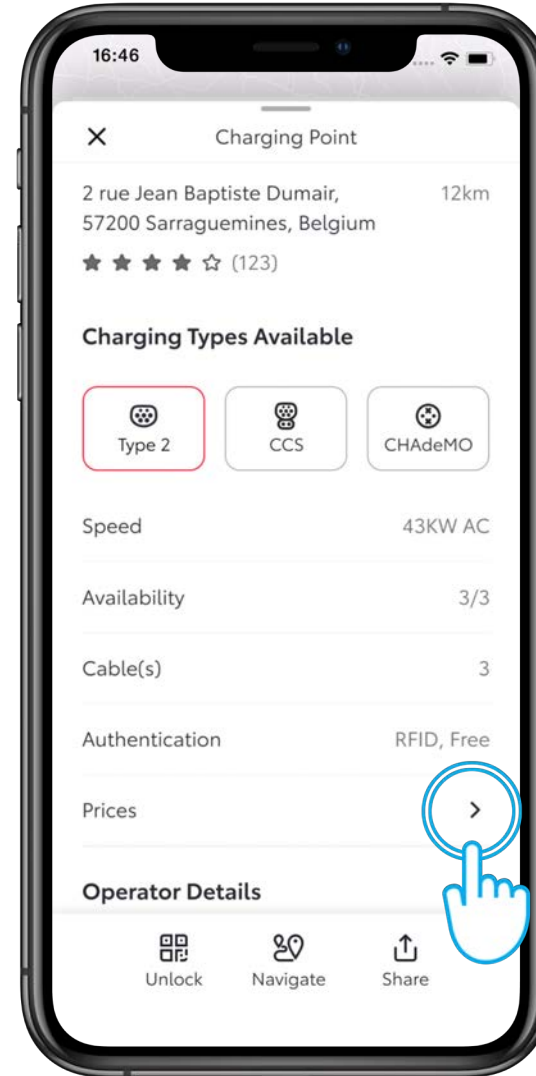 16:46
Charging Point
2 rue Jean Baptiste Dumair, 12km
57200 Sarraguemines, Belgium
(123)
Charging Types Available
Type 2 CCS CHAdeMO
Speed 43KW AC
Availability 3/3
Cable(s) 3
Authentication RFID, Free
Prices
Operator Details
Unlock Navigate Share